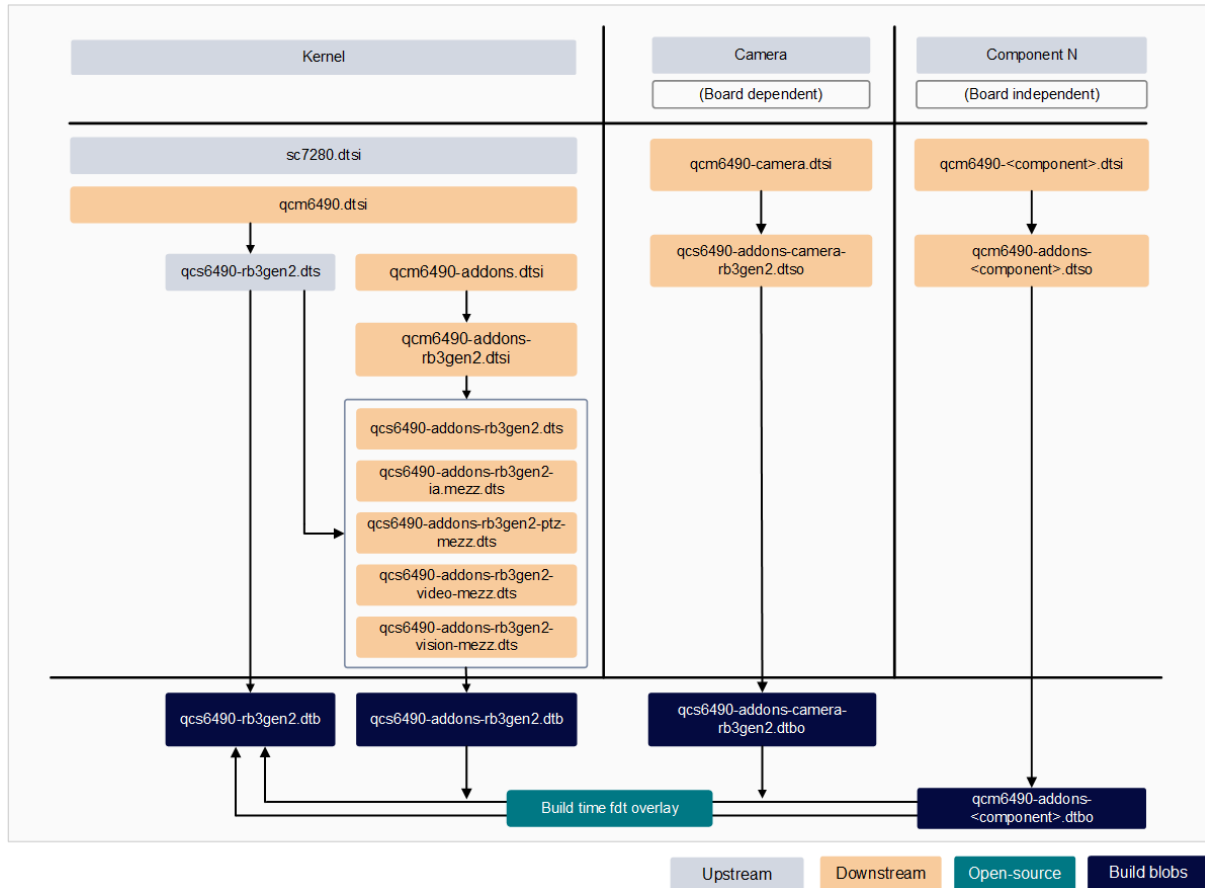 Kernel
Camera
Component N
(Board dependent)
(Board independent)
sc7280.dtsi
qcm6490-camera.dtsi
qcm6490-<component>.dtsi
qcm6490.dtsi
qcs6490-rb3gen2.dts
qcm6490-addons.dtsi
qcs6490-addons-camera-
rb3gen2.dtso
qcm6490-addons-
<component>.dtso
qcm6490-addons-
rb3gen2.dtsi
qcs6490-addons-rb3gen2.dts
qcs6490-addons-rb3gen2-
ia.mezz.dts
qcs6490-addons-rb3gen2-ptz-
mezz.dts
qcs6490-addons-rb3gen2-
video-mezz.dts
qcs6490-addons-rb3gen2-
vision-mezz.dts
qcs6490-rb3gen2.dtb
qcs6490-addons-rb3gen2.dtb
qcs6490-addons-camera-
rb3gen2.dtbo
Build time fdt overlay
qcm6490-addons-
<component>.dtbo
Upstream
Downstream
Open-source
Build blobs